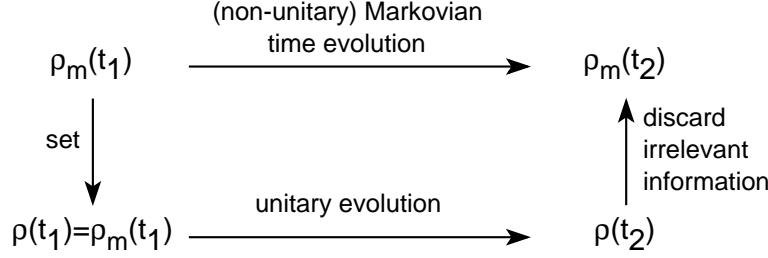 (non-unitary) Markovian
time evolution
ρm(t1)
ρm(t2)
set
discard
irrelevant
information
unitary evolution
ρ(t1)=ρm(t1)
ρ(t2)